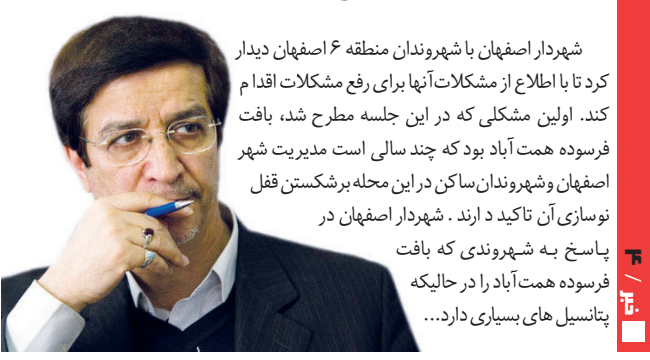 شهردار اصفهان با شهروندان منطقه ۶ اصفهان دیدار
کرد تا با اطلاع از مشکلات آنها برای رفع مشکلات اقدا م
کند. اولین مشکلی که در این جلسه مطرح شد، بافت
فرسوده همت آباد بود که چند سالی است مدیریت شهر
اصفهان وشهروندان ساکن در این محله برشکستن قفل
نوسازی آن تاکید د ارند . شهردار اصفهان در
پاسخ به شهروندی که بافت
فرسوده همت آباد را در حالیکه
پتانسیل های بسیاری دارد...
خبر / ۴